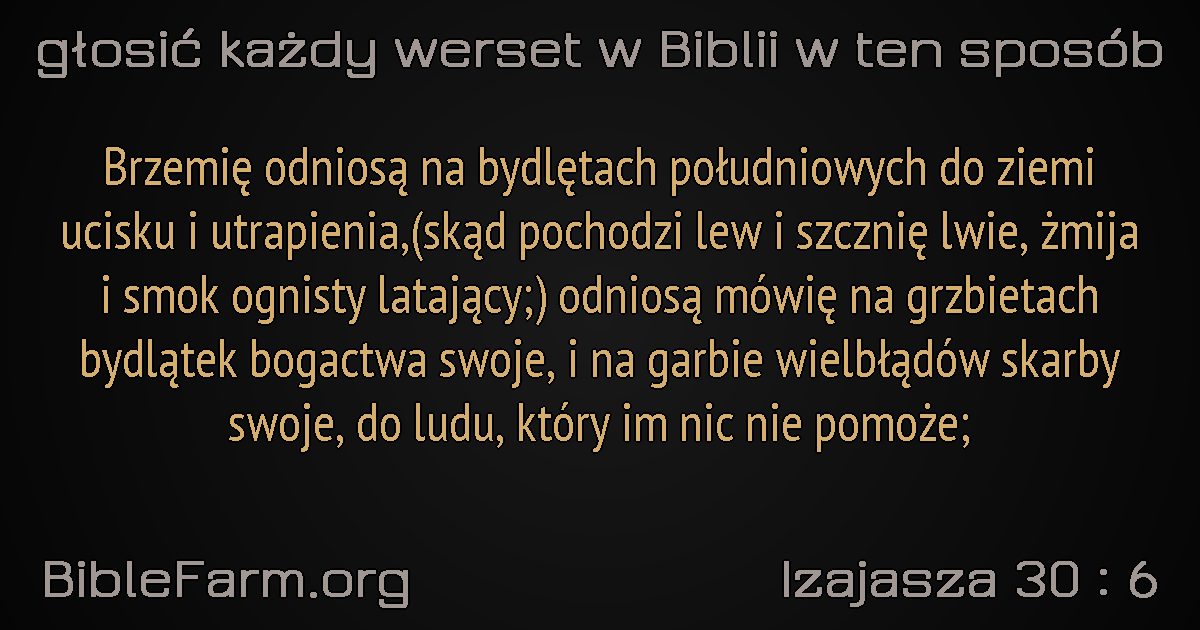 głosić każdy werset w Biblii w ten sposób
Brzemię odniosą na bydlętach południowych do ziemi
ucisku i utrapienia,(skąd pochodzi lew i szcznię lwie, żmija
i smok ognisty latający;) odniosą mówię na grzbietach
bydlątek bogactwa swoje, i na garbie wielbłądów skarby
swoje, do ludu, który im nic nie pomoże;
BibleFarm.org
Izajasza 30 : 6